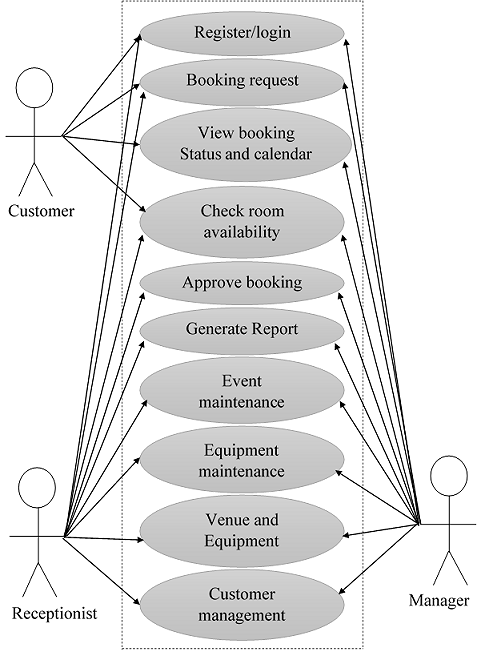 Register/login
Booking request
View booking
Status and calendar
Customer
Check room
availability
Approve booking
Generate Report
Event
maintenance
Equipment
maintenance
Venue and
Equipment
Customer
management
Receptionist
Manager